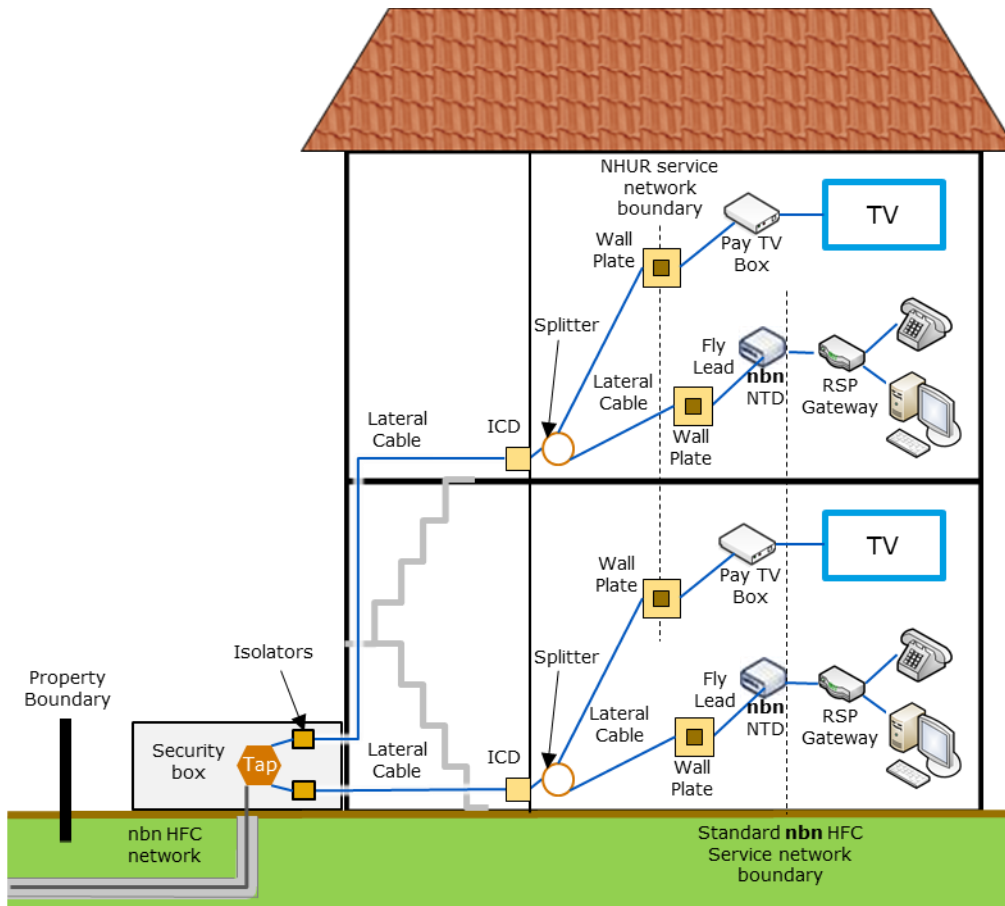 NHUR service
network
boundary
TV
Wall
Plate
Pay TV
Box
Splitter
Fly
Lead
nbn
NTD
RSP
Gateway
Lateral
Cable
Lateral
Cable
ICD
Wall
Plate
TV
Wall
Plate
Pay TV
Box
Isolators
Splitter
Property
Boundary
Fly
Lead
nbn
NTD
RSP
Gateway
Lateral
Cable
Security
box
Tap
Lateral
Cable
ICD
Wall
Plate
nbn HFC
network
Standard nbn HFC
Service network
boundary